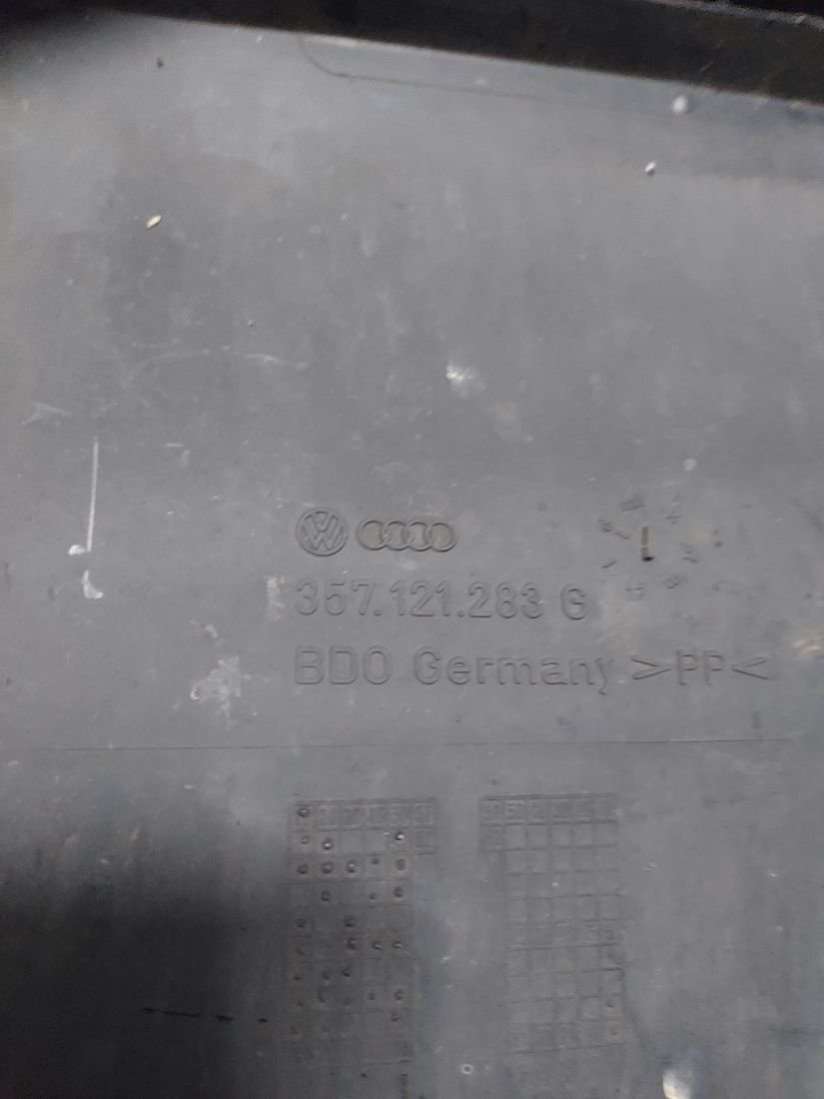 357.121.283 G
BDO Germany >PP<